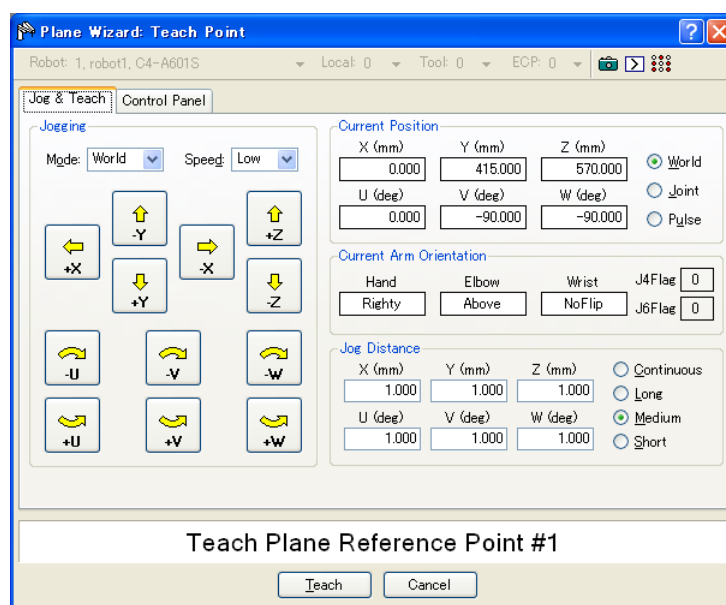 Plane Wizard: Teach Point
Robot: 1, robot1, C4-A601S Local: 0 Tool: 0 ECP: 0
Jog & Teach Control Panel
Jogging
Mode: World Speed: Low
-Y +Z
+X -X
+Y -Z
-U -V -W
+U +V +W
Current Position
X (mm) Y (mm) Z (mm)
0.000 415.000 570.000
U (deg) V (deg) W (deg)
0.000 -90.000 -90.000
World
Joint
Pulse
Current Arm Orientation
Hand Elbow Wrist
Righty Above NoFlip
J4Flag 0
J6Flag 0
Jog Distance
X (mm) Y (mm) Z (mm)
1.000 1.000 1.000
U (deg) V (deg) W (deg)
1.000 1.000 1.000
Continuous
Long
Medium
Short
Teach Plane Reference Point #1
Teach Cancel